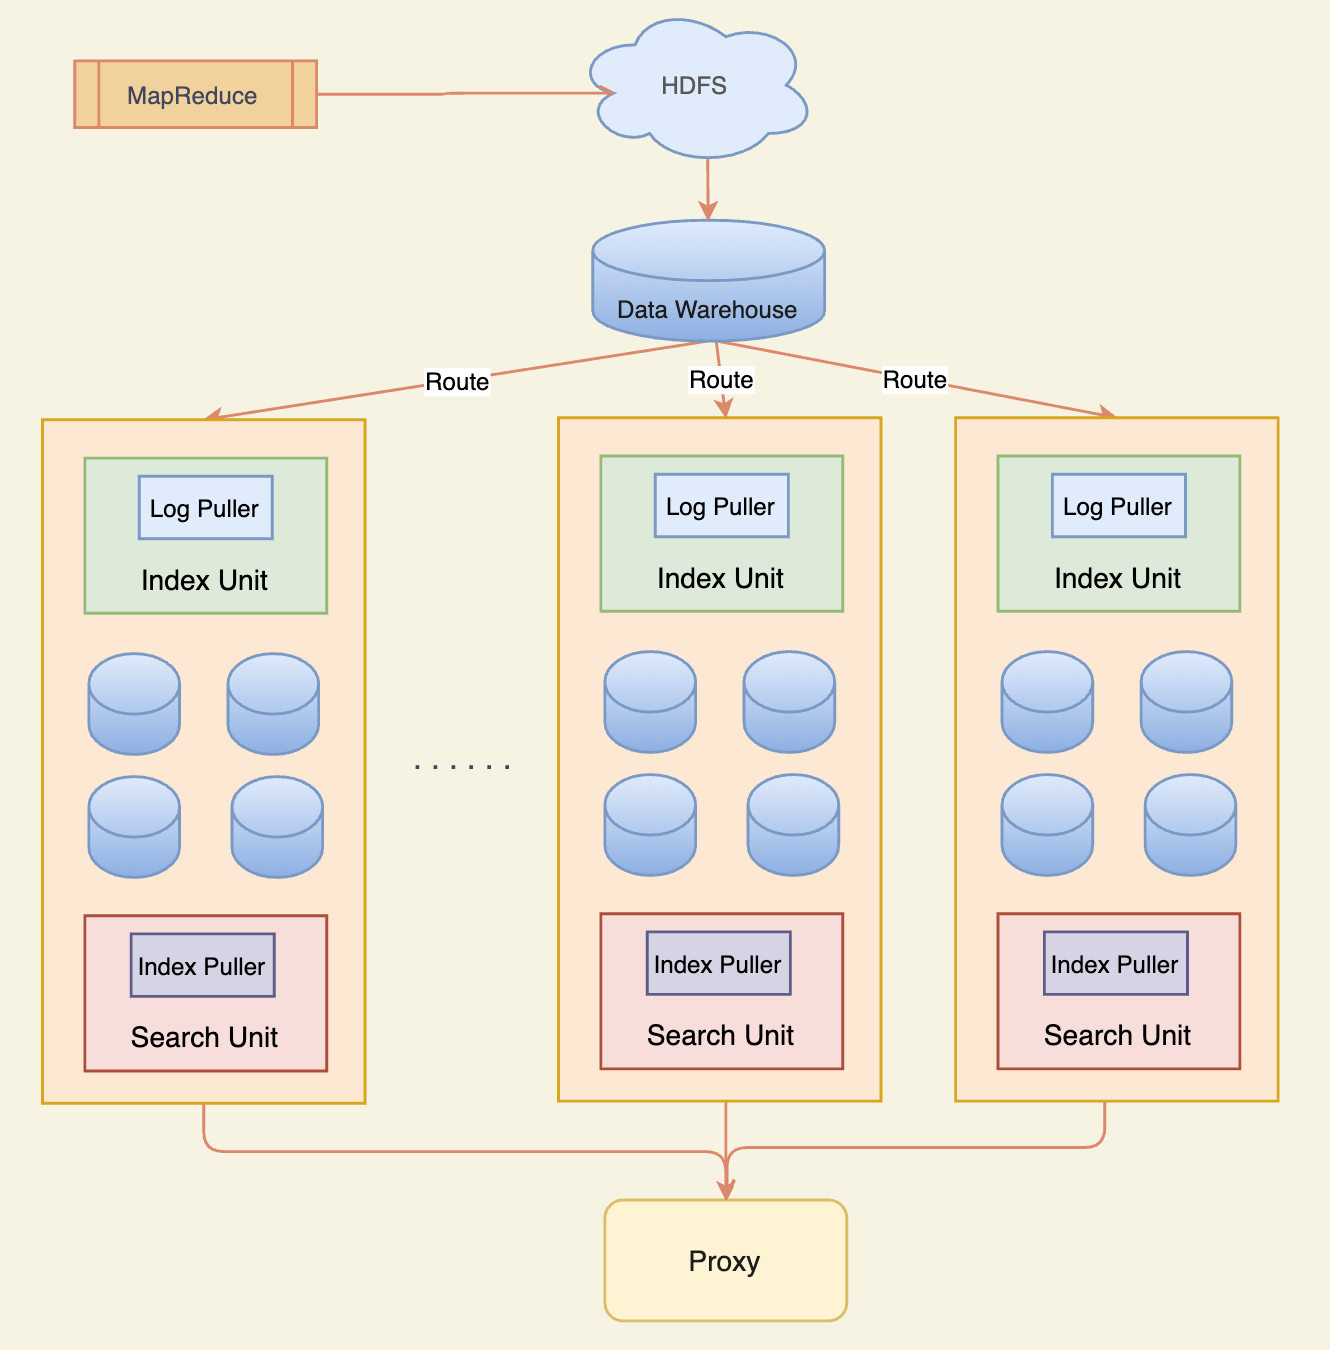 MapReduce
HDFS
Data Warehouse
Route
Route
Route
Log Puller
Index Unit
Log Puller
Index Unit
Log Puller
Index Unit
......
Index Puller
Search Unit
Index Puller
Search Unit
Index Puller
Search Unit
Proxy